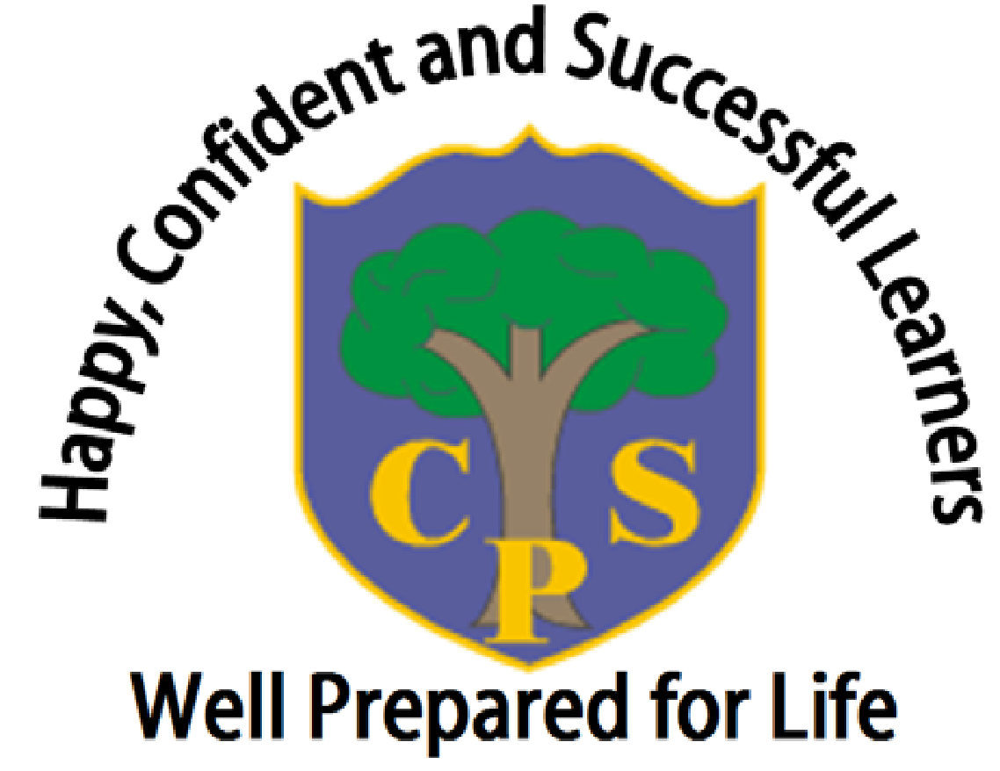 Happy, Confident and Successful Learners
C S
P
Well Prepared for Life